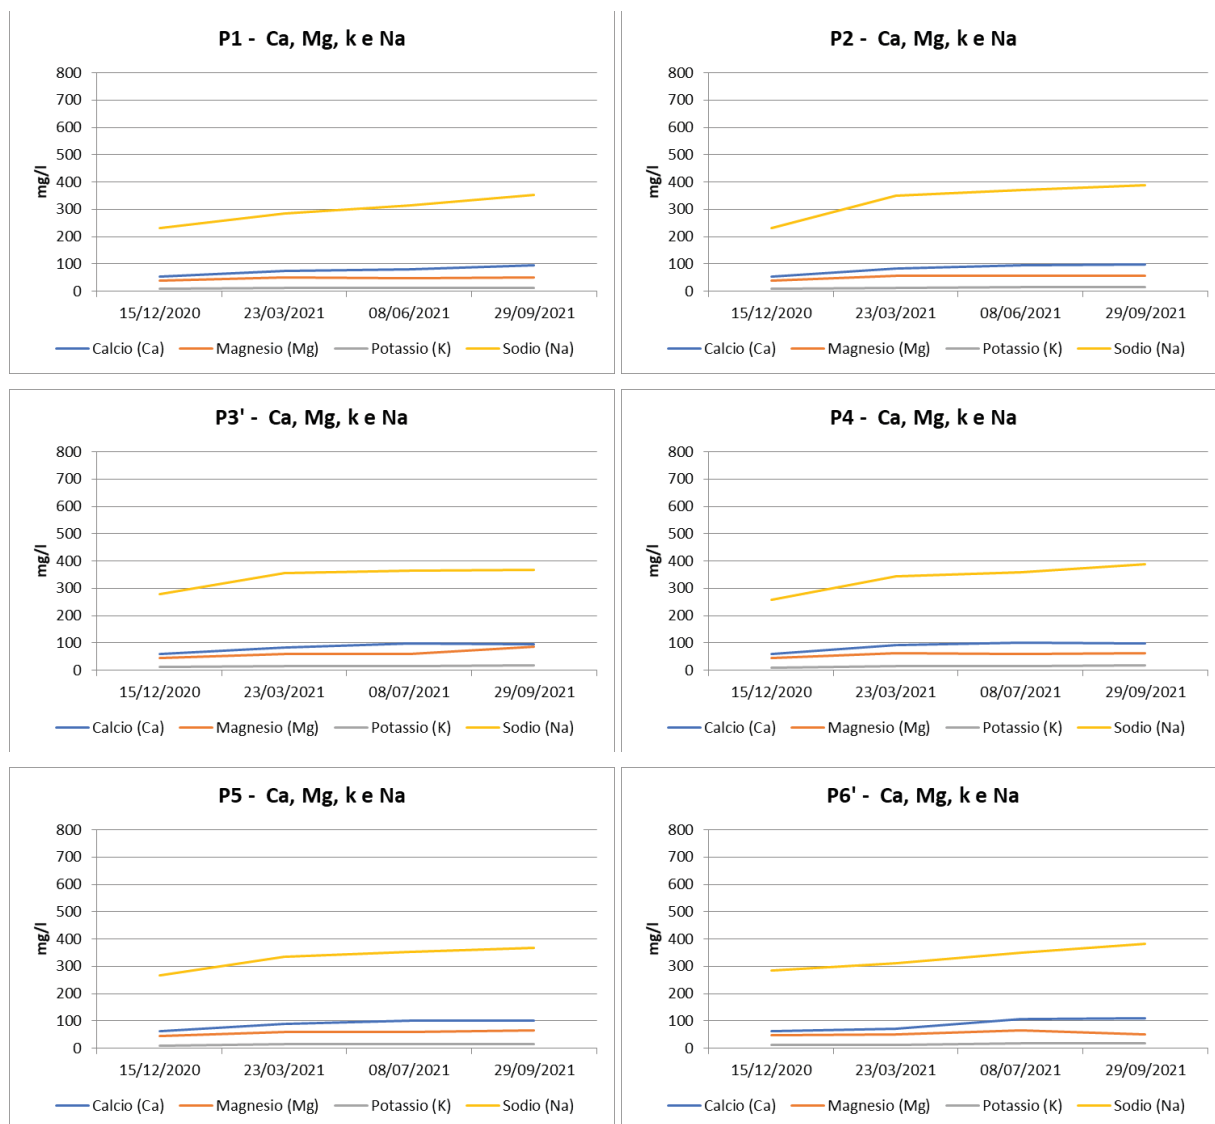 P1 - Ca, Mg, k e Na
800
700
600
500
400
300
200
100
0
mg/l
15/12/2020 23/03/2021 08/06/2021 29/09/2021
Calcio (Ca) Magnesio (Mg) Potassio (K) Sodio (Na)
P2 - Ca, Mg, k e Na
800
700
600
500
400
300
200
100
0
mg/l
15/12/2020 23/03/2021 08/06/2021 29/09/2021
Calcio (Ca) Magnesio (Mg) Potassio (K) Sodio (Na)
P3' - Ca, Mg, k e Na
800
700
600
500
400
300
200
100
0
mg/l
15/12/2020 23/03/2021 08/07/2021 29/09/2021
Calcio (Ca) Magnesio (Mg) Potassio (K) Sodio (Na)
P4 - Ca, Mg, k e Na
800
700
600
500
400
300
200
100
0
mg/l
15/12/2020 23/03/2021 08/07/2021 29/09/2021
Calcio (Ca) Magnesio (Mg) Potassio (K) Sodio (Na)
P5 - Ca, Mg, k e Na
800
700
600
500
400
300
200
100
0
mg/l
15/12/2020 23/03/2021 08/07/2021 29/09/2021
Calcio (Ca) Magnesio (Mg) Potassio (K) Sodio (Na)
P6' - Ca, Mg, k e Na
800
700
600
500
400
300
200
100
0
mg/l
15/12/2020 23/03/2021 08/07/2021 29/09/2021
Calcio (Ca) Magnesio (Mg) Potassio (K) Sodio (Na)